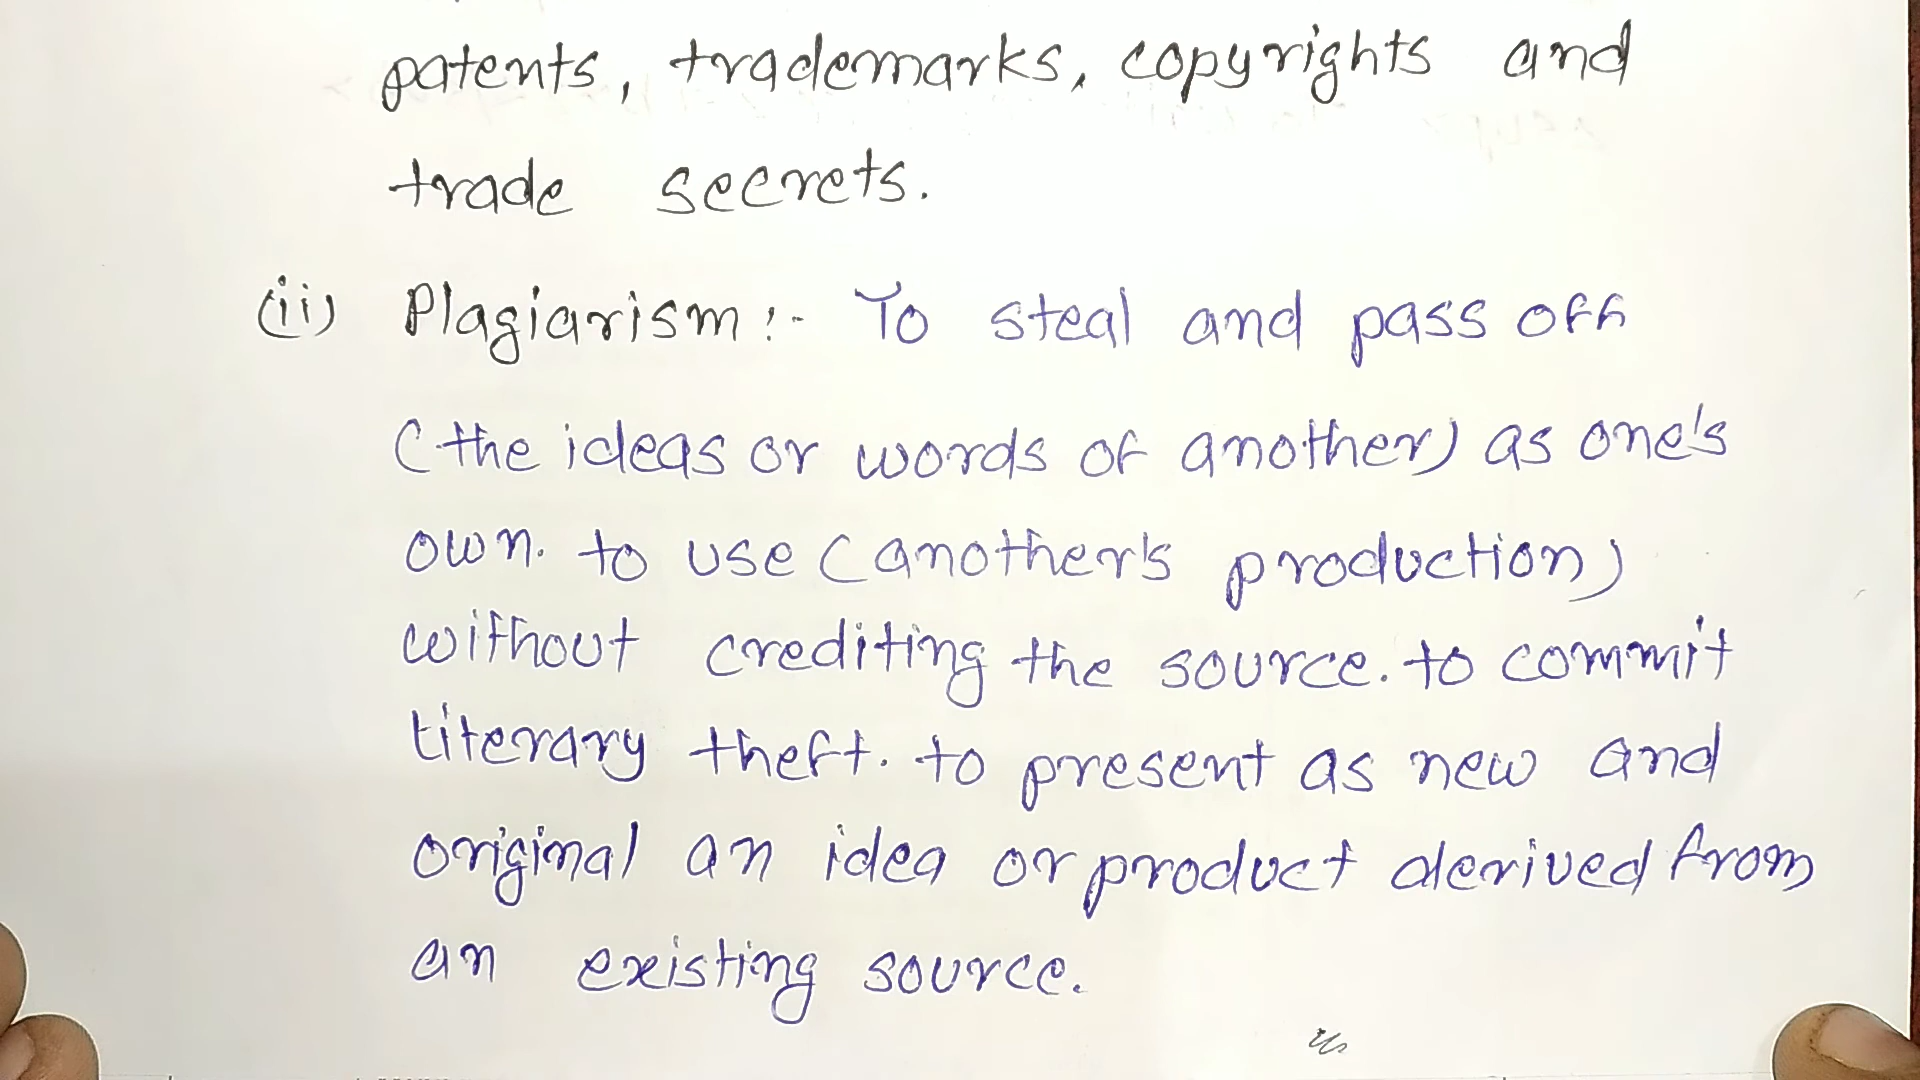 patents, trademarks, copyrights and
trade secrets.
(ii) Plagiarism :- To steal and pass off
(the ideas or words of another) as one's
own. to use (another's production)
without crediting the source. to commit
literary theft. to present as new and
original an idea or product derived from
an existing source.